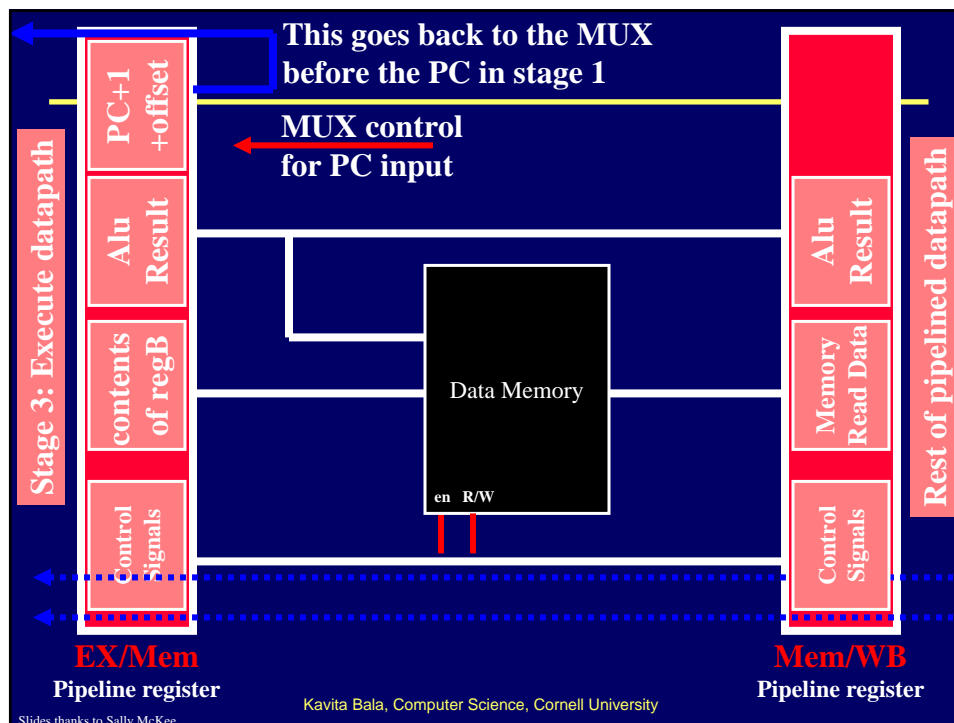 This goes back to the MUX
before the PC in stage 1
MUX control
for PC input
Stage 3: Execute datapath
PC+1
+offset
Alu
Result
contents
of regB
Control
Signals
Data Memory
en R/W
Alu
Result
Memory
Read Data
Control
Signals
Rest of pipelined datapath
EX/Mem
Pipeline register
Mem/WB
Pipeline register
Kavita Bala, Computer Science, Cornell University
Slides thanks to Sally McKee